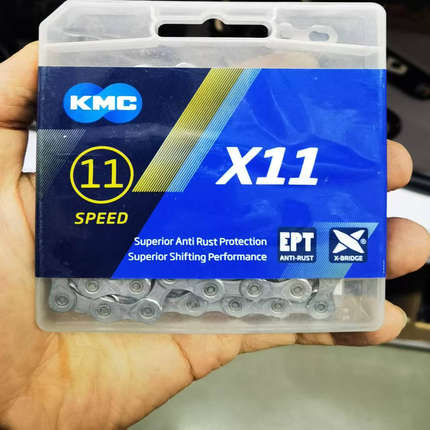 KMC
11
SPEED
X11
Superior Anti Rust Protection
Superior Shifting Performance
EPT
ANTI-RUST
X
X-BRIDGE